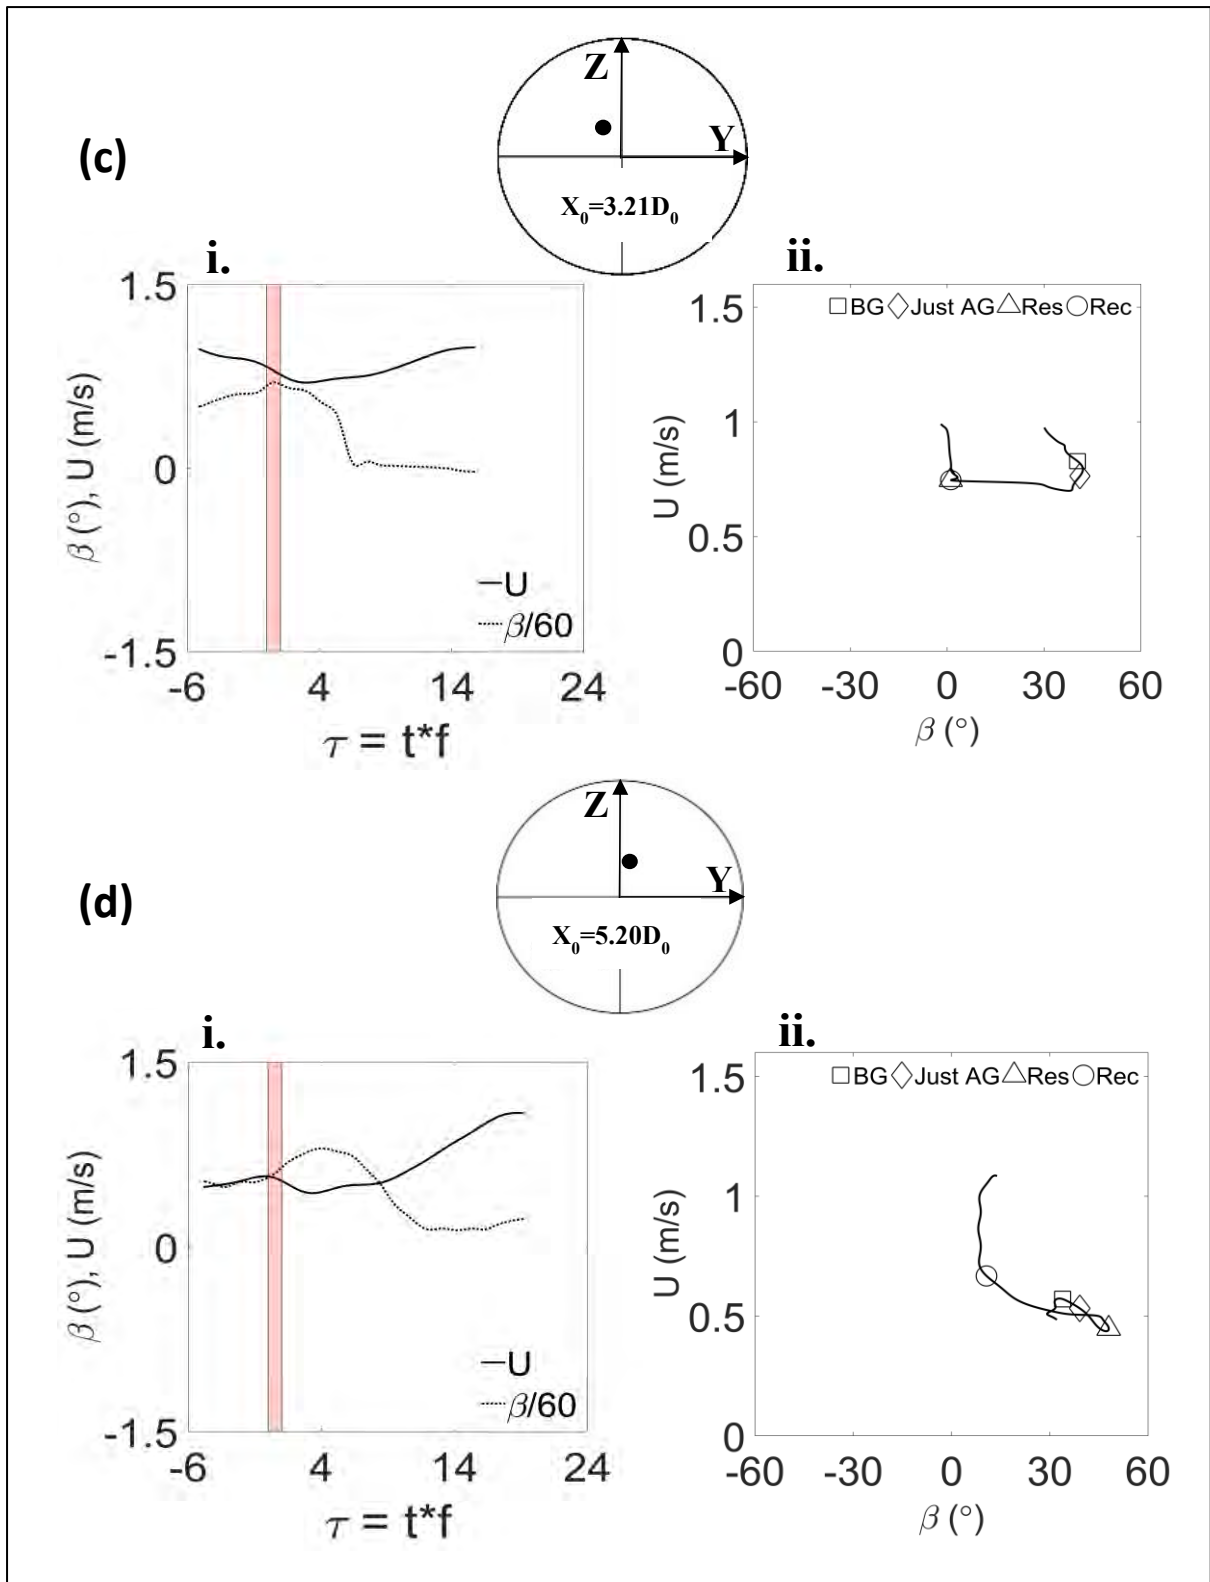 Z
(c)
Y
X₀=3.21D₀
i.
ii.
1.5
0
-1.5
β (°), U (m/s)
U
β/60
-6 4 14 24
τ = t*f
BG Just AG Res Rec
1.5
1
0.5
0
U (m/s)
-60 -30 0 30 60
β (°)
Z
(d)
Y
X₀=5.20D₀
i.
ii.
1.5
0
-1.5
β (°), U (m/s)
U
β/60
-6 4 14 24
τ = t*f
BG Just AG Res Rec
1.5
1
0.5
0
U (m/s)
-60 -30 0 30 60
β (°)